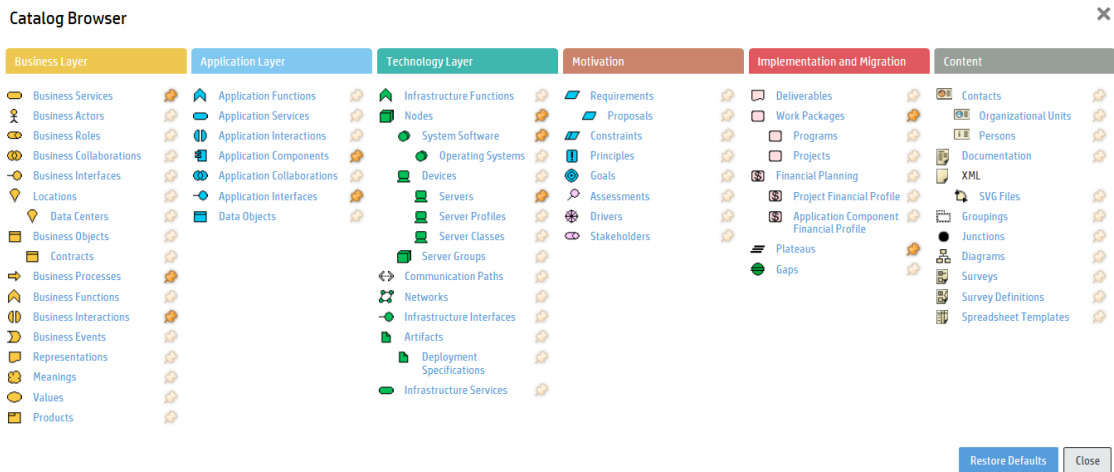 Catalog Browser
Business Layer
Business Services
Business Actors
Business Roles
Business Collaborations
Business Interfaces
Locations
Data Centers
Business Objects
Contracts
Business Processes
Business Functions
Business Interactions
Business Events
Representations
Meanings
Values
Products
Application Layer
Application Functions
Application Services
Application Interactions
Application Components
Application Collaborations
Application Interfaces
Data Objects
Technology Layer
Infrastructure Functions
Nodes
System Software
Operating Systems
Devices
Servers
Server Profiles
Server Classes
Server Groups
Communication Paths
Networks
Infrastructure Interfaces
Artifacts
Deployment
Specifications
Infrastructure Services
Motivation
Requirements
Proposals
Constraints
Principles
Goals
Assessments
Drivers
Stakeholders
Implementation and Migration
Deliverables
Work Packages
Programs
Projects
Financial Planning
Project Financial Profile
Application Component
Financial Profile
Plateaus
Gaps
Content
Contacts
Organizational Units
Persons
Documentation
XML
SVG Files
Groupings
Junctions
Diagrams
Surveys
Survey Definitions
Spreadsheet Templates
Restore Defaults
Close